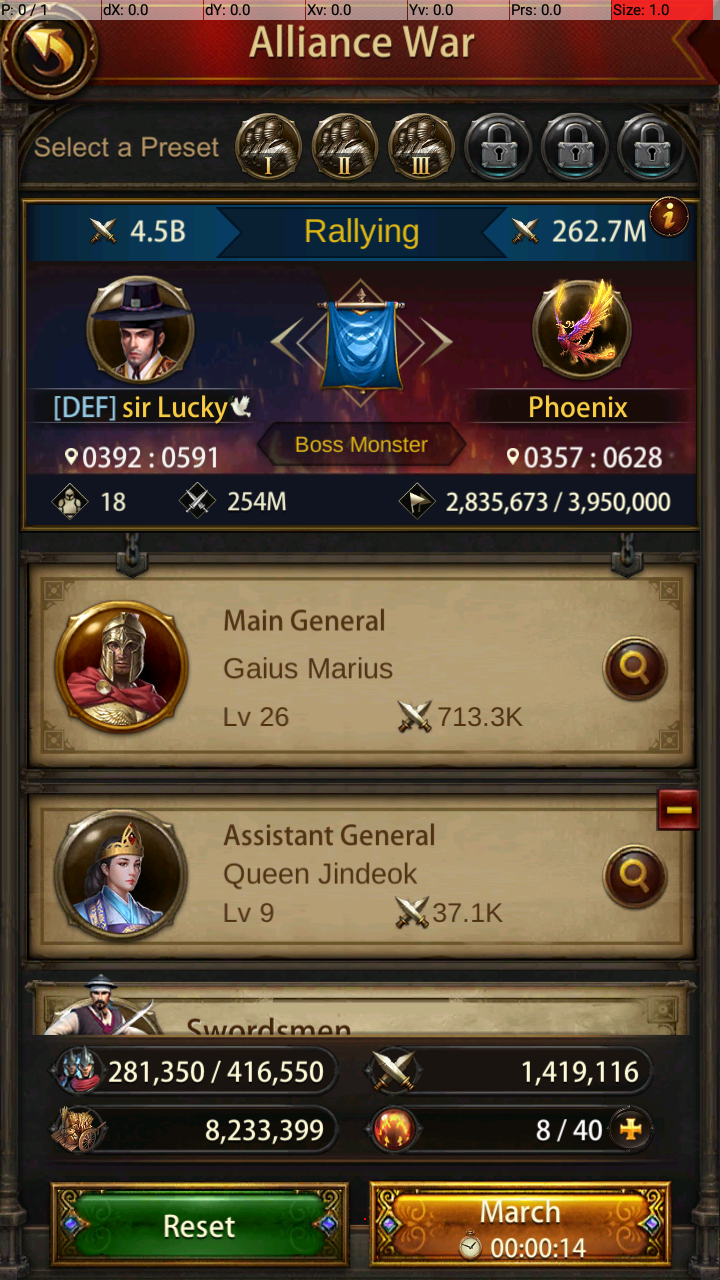 P: 0 / 1 dX: 0.0 dY: 0.0 Xv: 0.0 Yv: 0.0 Prs: 0.0 Size: 1.0
Alliance War
Select a Preset I II III
4.5B Rallying 262.7M i
[DEF] sir Lucky🕊 Phoenix
Boss Monster
0392 : 0591 0357 : 0628
18 254M 2,835,673 / 3,950,000
Main General
Gaius Marius
Lv 26 713.3K
Assistant General
Queen Jindeok
Lv 9 37.1K
Swordsmen
281,350 / 416,550 1,419,116
8,233,399 8 / 40
Reset March
00:00:14